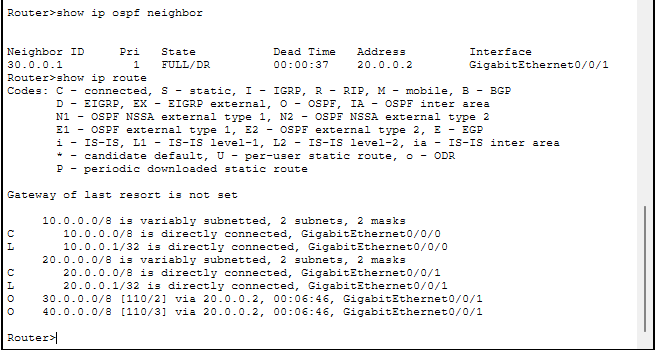 Router>show ip ospf neighbor
Neighbor ID     Pri   State           Dead Time   Address         Interface
30.0.0.1          1   FULL/DR         00:00:37    20.0.0.2        GigabitEthernet0/0/1
Router>show ip route
Codes: C - connected, S - static, I - IGRP, R - RIP, M - mobile, B - BGP
       D - EIGRP, EX - EIGRP external, O - OSPF, IA - OSPF inter area
       N1 - OSPF NSSA external type 1, N2 - OSPF NSSA external type 2
       E1 - OSPF external type 1, E2 - OSPF external type 2, E - EGP
       i - IS-IS, L1 - IS-IS level-1, L2 - IS-IS level-2, ia - IS-IS inter area
       * - candidate default, U - per-user static route, o - ODR
       P - periodic downloaded static route
Gateway of last resort is not set
     10.0.0.0/8 is variably subnetted, 2 subnets, 2 masks
C       10.0.0.0/8 is directly connected, GigabitEthernet0/0/0
L       10.0.0.1/32 is directly connected, GigabitEthernet0/0/0
     20.0.0.0/8 is variably subnetted, 2 subnets, 2 masks
C       20.0.0.0/8 is directly connected, GigabitEthernet0/0/1
L       20.0.0.1/32 is directly connected, GigabitEthernet0/0/1
O    30.0.0.0/8 [110/2] via 20.0.0.2, 00:06:46, GigabitEthernet0/0/1
O    40.0.0.0/8 [110/3] via 20.0.0.2, 00:06:46, GigabitEthernet0/0/1
Router>